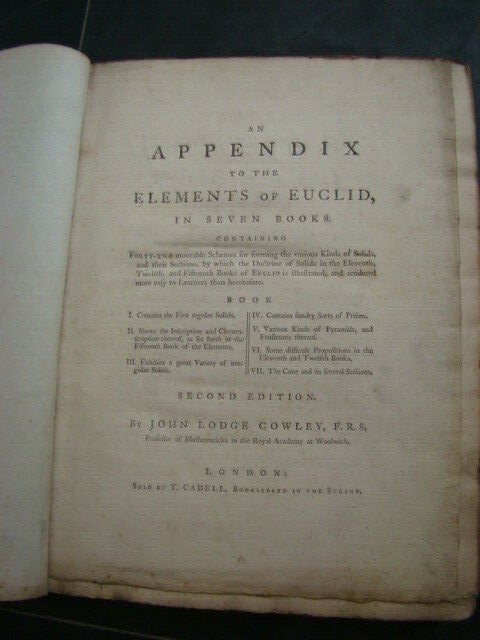 AN
APPENDIX
TO THE
ELEMENTS OF EUCLID,
IN SEVEN BOOKS.
CONTAINING
FORTY-TWO moveable Schemes for forming the various Kinds of Solids,
and their Sections, by which the Doctrine of Solids in the Eleventh,
Twelfth, and Fifteenth Books of EUCLID is illustrated, and rendered
more easy to Learners than heretofore.
BOOK
I. Contains the Five regular Solids.
II. Shews the Inscription and Circum-
scription thereof, as set forth in the
Fifteenth Book of the Elements.
III. Exhibits a great Variety of irre-
gular Solids.
IV. Contains sundry Sorts of Prisms.
V. Various Kinds of Pyramids, and
Frustrums thereof.
VI. Some difficult Propositions in the
Eleventh and Twelfth Books.
VII. The Cone and its several Sections.
SECOND EDITION.
By JOHN LODGE COWLEY, F.R.S.
Professor of Mathematicks in the Royal Academy at Woolwich.
LONDON:
SOLD BY T. CADELL, BOOKSELLER IN THE STRAND.